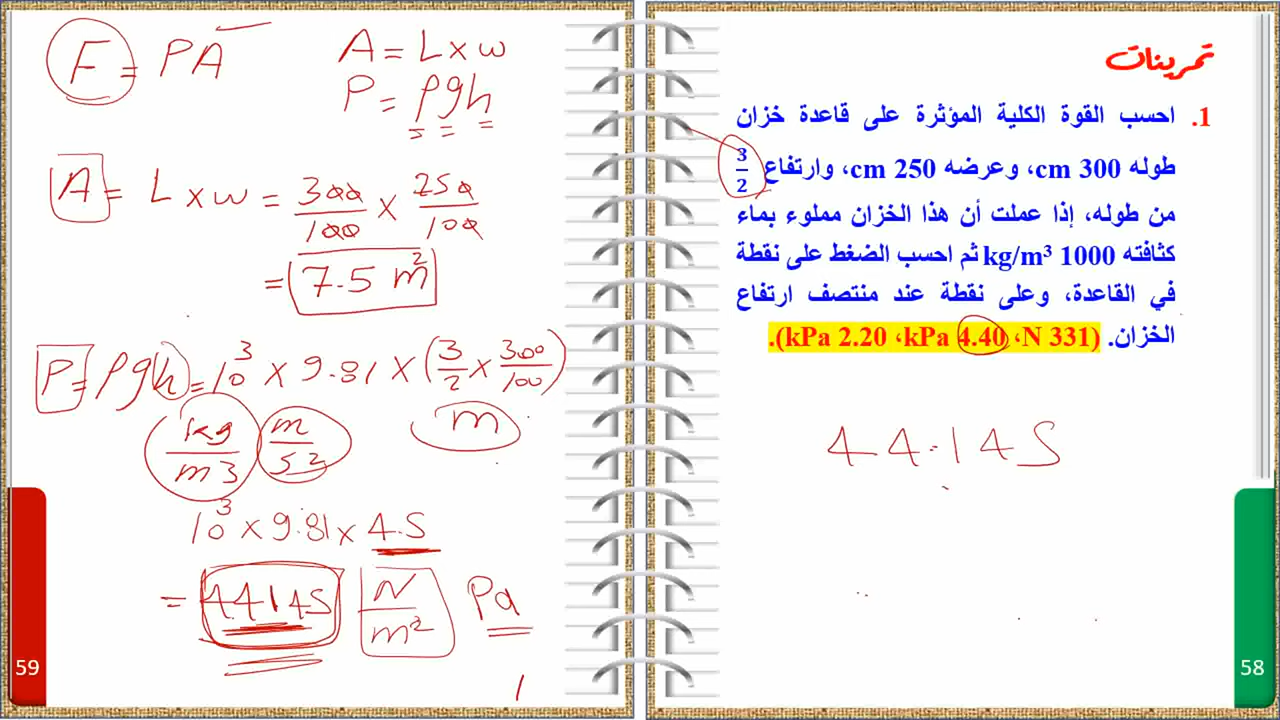 تمرينات
1. احسب القوة الكلية المؤثرة على قاعدة خزان
طوله 300 cm، وعرضه 250 cm، وارتفاع 3/2
من طوله، إذا عملت أن هذا الخزان مملوء بماء
كثافته 1000 kg/m³ ثم احسب الضغط على نقطة
في القاعدة، وعلى نقطة عند منتصف ارتفاع
الخزان. (331 N، 4.40 kPa، 2.20 kPa).
44.145
58
F = PA
A = L x w
P = ρgh
A = L x w = 300/100 x 250/100
= 7.5 m²
P = ρgh = 10³ x 9.81 x (3/2 x 300/100)
kg/m3 m/s2 m
10³ x 9.81 x 4.5
= 44145 N/m² Pa
59